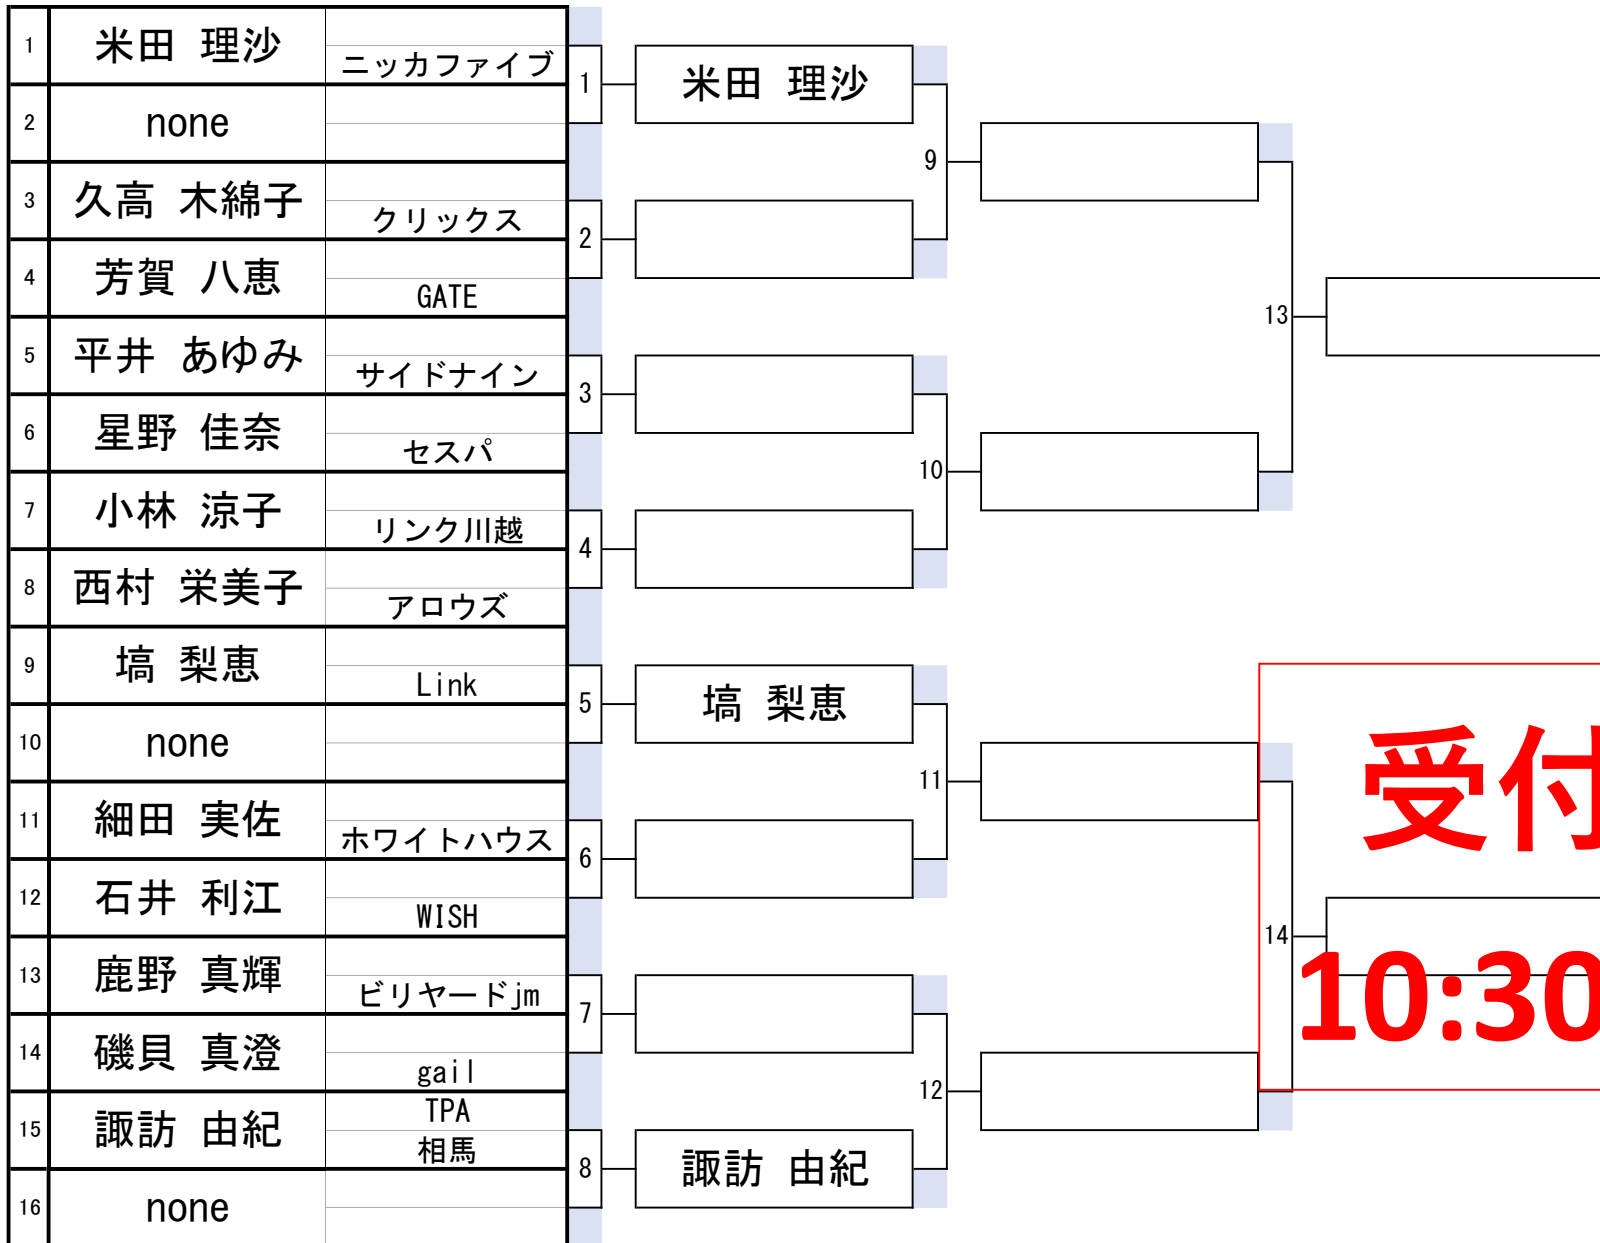 1 米田 理沙 ニッカファイブ
2 none
3 久高 木綿子 クリックス
4 芳賀 八恵 GATE
5 平井 あゆみ サイドナイン
6 星野 佳奈 セスパ
7 小林 涼子 リンク川越
8 西村 栄美子 アロウズ
9 塙 梨恵 Link
10 none
11 細田 実佐 ホワイトハウス
12 石井 利江 WISH
13 鹿野 真輝 ビリヤードjm
14 磯貝 真澄 gail
15 諏訪 由紀 TPA
相馬
16 none
1 米田 理沙
2
3
4
5 塙 梨恵
6
7
8 諏訪 由紀
9
10
11
12
13
14
受付
10:30